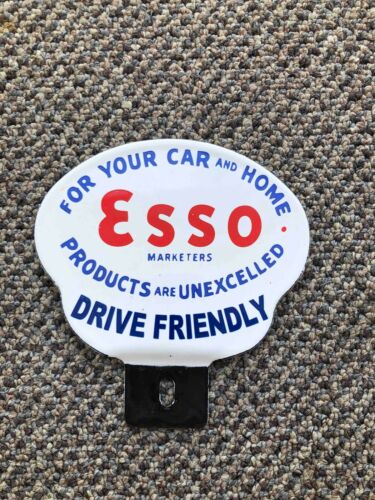 FOR YOUR CAR AND HOME ·
Esso
MARKETERS
PRODUCTS ARE UNEXCELLED
DRIVE FRIENDLY